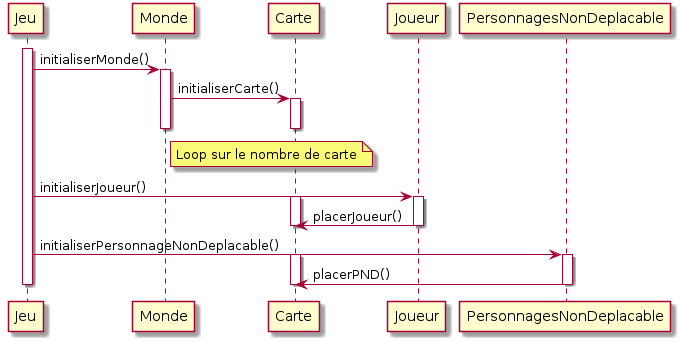 Jeu Monde Carte Joueur PersonnagesNonDeplacable
initialiserMonde()
initialiserCarte()
Loop sur le nombre de carte
initialiserJoueur()
placerJoueur()
initialiserPersonnageNonDeplacable()
placerPND()
Jeu Monde Carte Joueur PersonnagesNonDeplacable